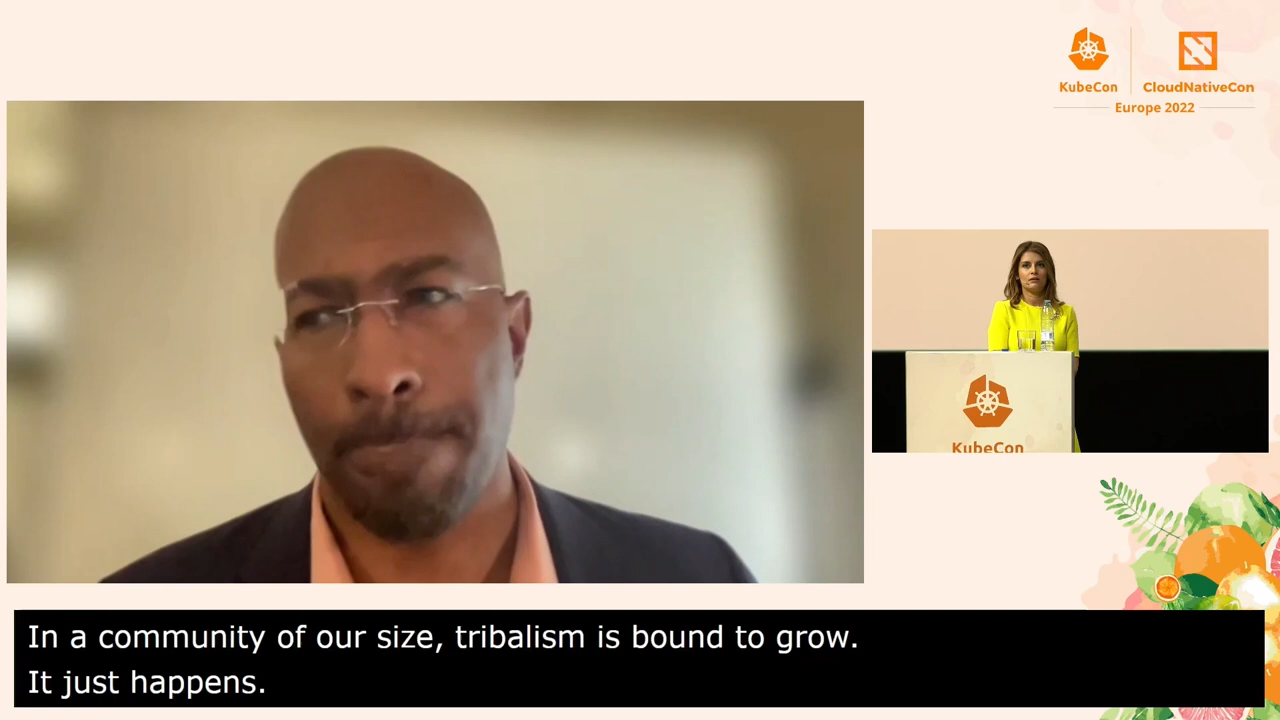 KubeCon
CloudNativeCon
Europe 2022
KubeCon
In a community of our size, tribalism is bound to grow.
It just happens.